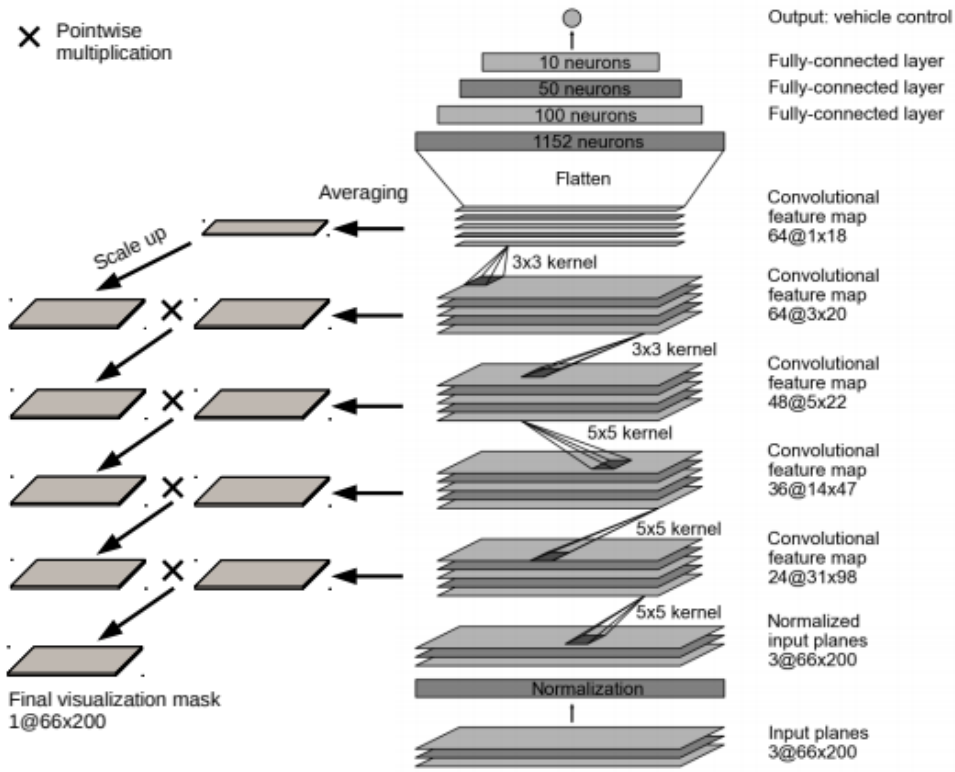 Pointwise
multiplication
Output: vehicle control
10 neurons
Fully-connected layer
50 neurons
Fully-connected layer
100 neurons
Fully-connected layer
1152 neurons
Flatten
Averaging
Scale up
Convolutional
feature map
64@1x18
3x3 kernel
Convolutional
feature map
64@3x20
3x3 kernel
Convolutional
feature map
48@5x22
5x5 kernel
Convolutional
feature map
36@14x47
5x5 kernel
Convolutional
feature map
24@31x98
5x5 kernel
Normalized
input planes
3@66x200
Final visualization mask
1@66x200
Normalization
Input planes
3@66x200